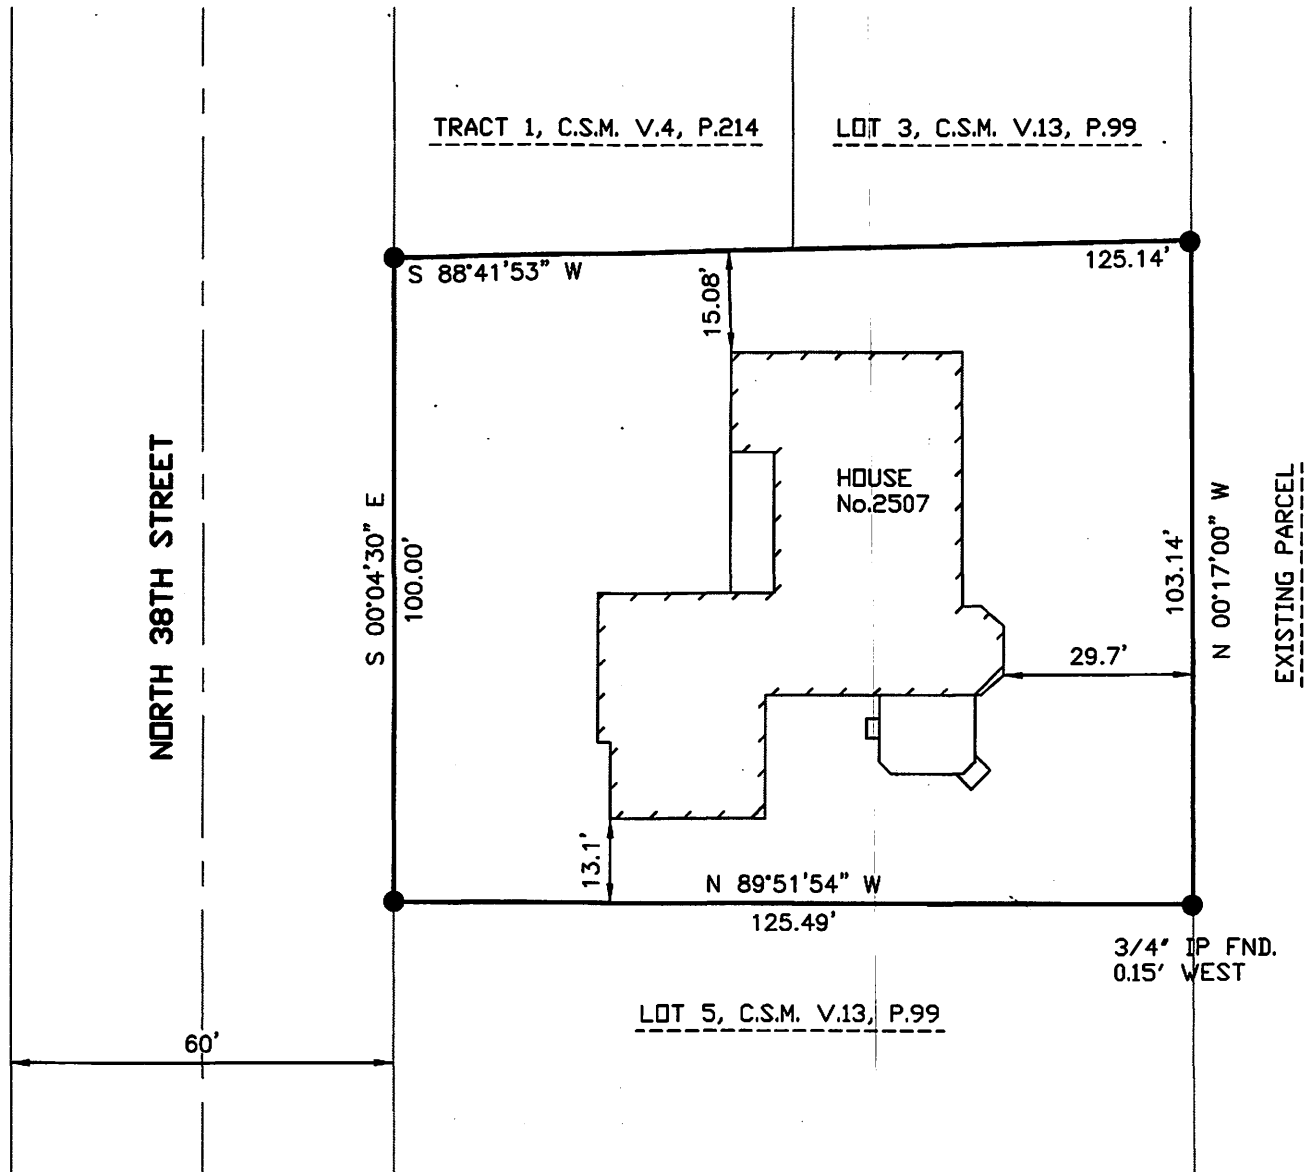 TRACT 1, C.S.M. V.4, P.214
LOT 3, C.S.M. V.13, P.99
S 88°41'53" W
125.14'
15.08'
NORTH 38TH STREET
S 00°04'30" E
100.00'
HOUSE
No.2507
103.14'
N 00°17'00" W
EXISTING PARCEL
29.7'
13.1'
N 89°51'54" W
125.49'
3/4" IP FND.
0.15' WEST
LOT 5, C.S.M. V.13, P.99
60'